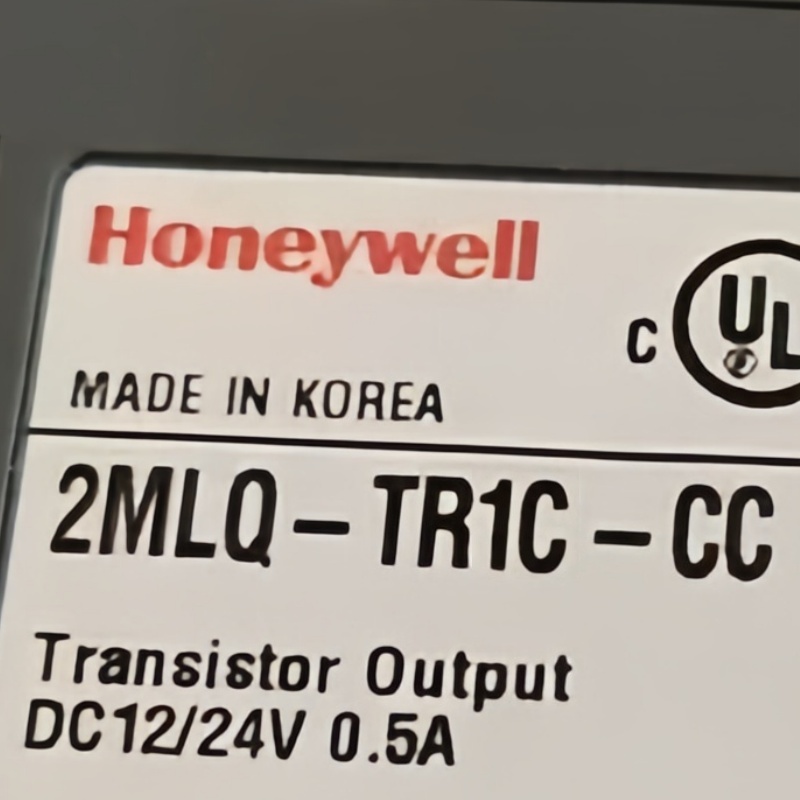 Honeywell
C UL
MADE IN KOREA
2MLQ-TR1C-CC
Transistor Output
DC12/24V 0.5A